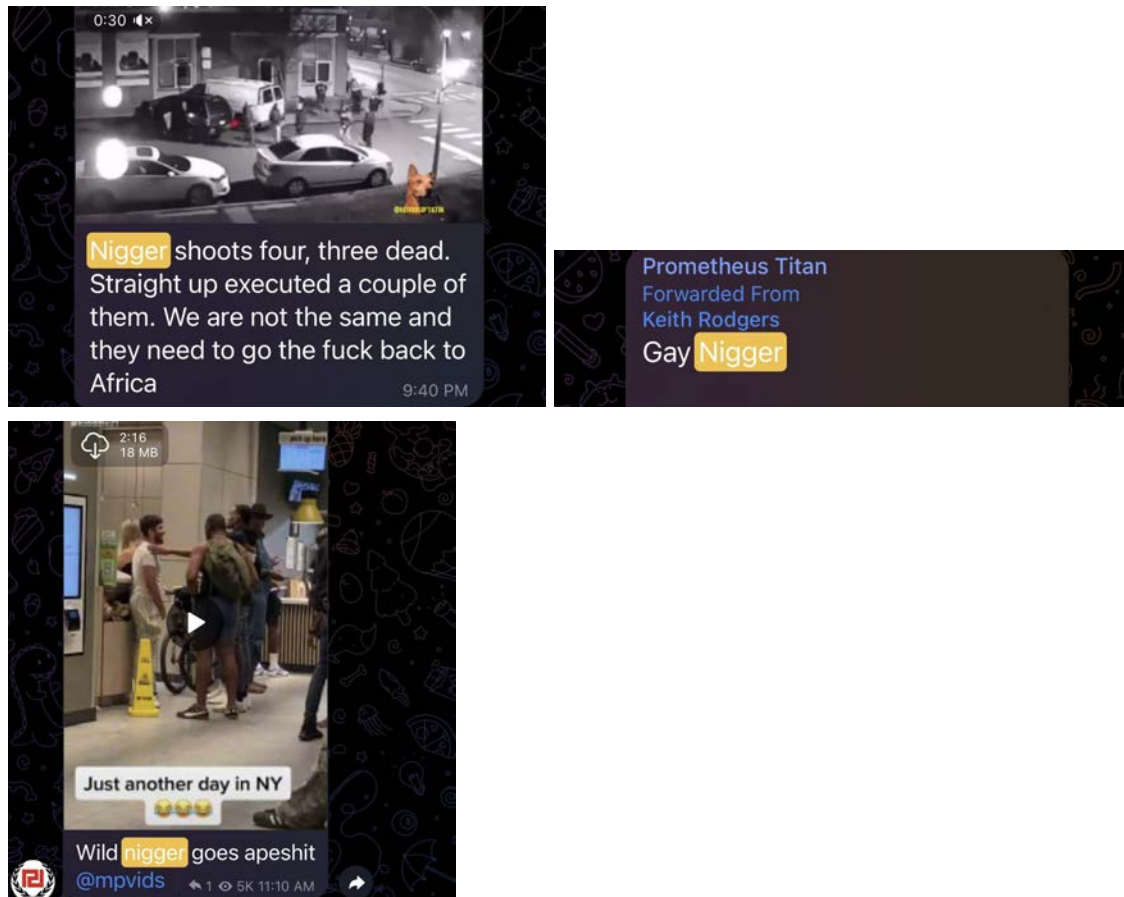 0:30
Nigger shoots four, three dead.
Straight up executed a couple of
them. We are not the same and
they need to go the fuck back to
Africa
9:40 PM
Prometheus Titan
Forwarded From
Keith Rodgers
Gay Nigger
2:16
18 MB
Just another day in NY
😂😂😂
Wild nigger goes apeshit
@mpvids 1 5K 11:10 AM